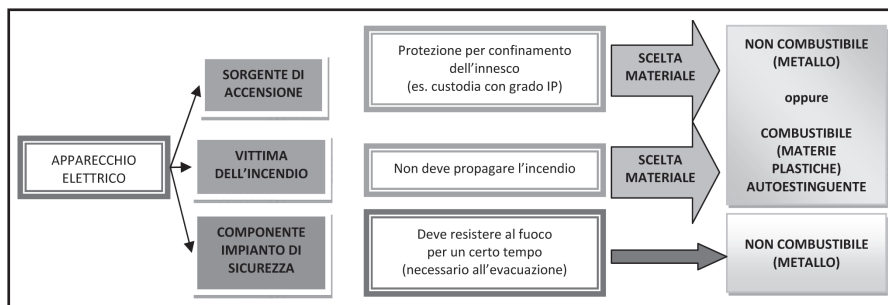 APPARECCHIO
ELETTRICO
SORGENTE DI
ACCENSIONE
VITTIMA
DELL’INCENDIO
COMPONENTE
IMPIANTO DI
SICUREZZA
Protezione per confinamento
dell’innesco
(es. custodia con grado IP)
Non deve propagare l’incendio
Deve resistere al fuoco
per un certo tempo
(necessario all’evacuazione)
SCELTA
MATERIALE
SCELTA
MATERIALE
NON COMBUSTIBILE
(METALLO)
oppure
COMBUSTIBILE
(MATERIE
PLASTICHE)
AUTOESTINGUENTE
NON COMBUSTIBILE
(METALLO)